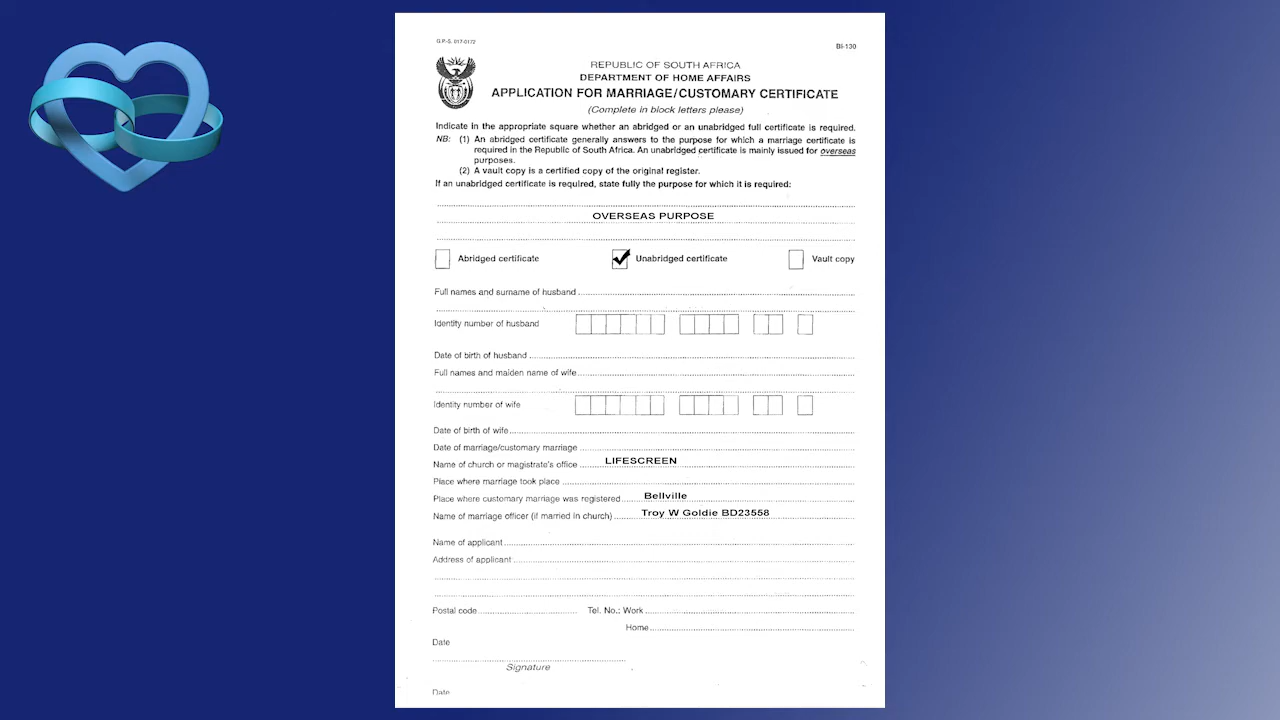 G.P.-S. 017-0172
BI-130
REPUBLIC OF SOUTH AFRICA
DEPARTMENT OF HOME AFFAIRS
APPLICATION FOR MARRIAGE/CUSTOMARY CERTIFICATE
(Complete in block letters please)
Indicate in the appropriate square whether an abridged or an unabridged full certificate is required.
NB: (1) An abridged certificate generally answers to the purpose for which a marriage certificate is
required in the Republic of South Africa. An unabridged certificate is mainly issued for overseas
purposes.
(2) A vault copy is a certified copy of the original register.
If an unabridged certificate is required, state fully the purpose for which it is required:
OVERSEAS PURPOSE
Abridged certificate Unabridged certificate Vault copy
Full names and surname of husband
Identity number of husband
Date of birth of husband
Full names and maiden name of wife
Identity number of wife
Date of birth of wife
Date of marriage/customary marriage
Name of church or magistrate's office LIFESCREEN
Place where marriage took place
Place where customary marriage was registered Bellville
Name of marriage officer (if married in church) Troy W Goldie BD23558
Name of applicant
Address of applicant
Postal code Tel. No.: Work
Home
Date
Signature
Date